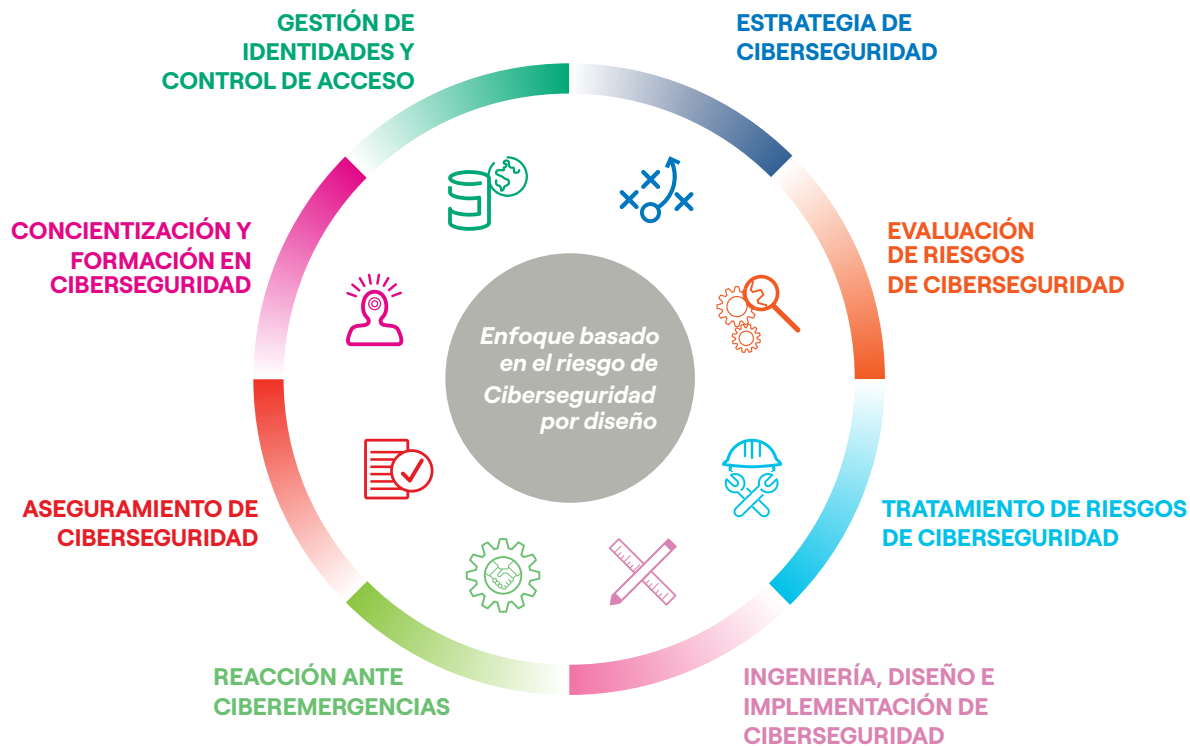 GESTIÓN DE
IDENTIDADES Y
CONTROL DE ACCESO
ESTRATEGIA DE
CIBERSEGURIDAD
CONCIENTIZACIÓN Y
FORMACIÓN EN
CIBERSEGURIDAD
EVALUACIÓN
DE RIESGOS
DE CIBERSEGURIDAD
Enfoque basado
en el riesgo de
Ciberseguridad
por diseño
ASEGURAMIENTO DE
CIBERSEGURIDAD
TRATAMIENTO DE RIESGOS
DE CIBERSEGURIDAD
REACCIÓN ANTE
CIBEREMERGENCIAS
INGENIERÍA, DISEÑO E
IMPLEMENTACIÓN DE
CIBERSEGURIDAD